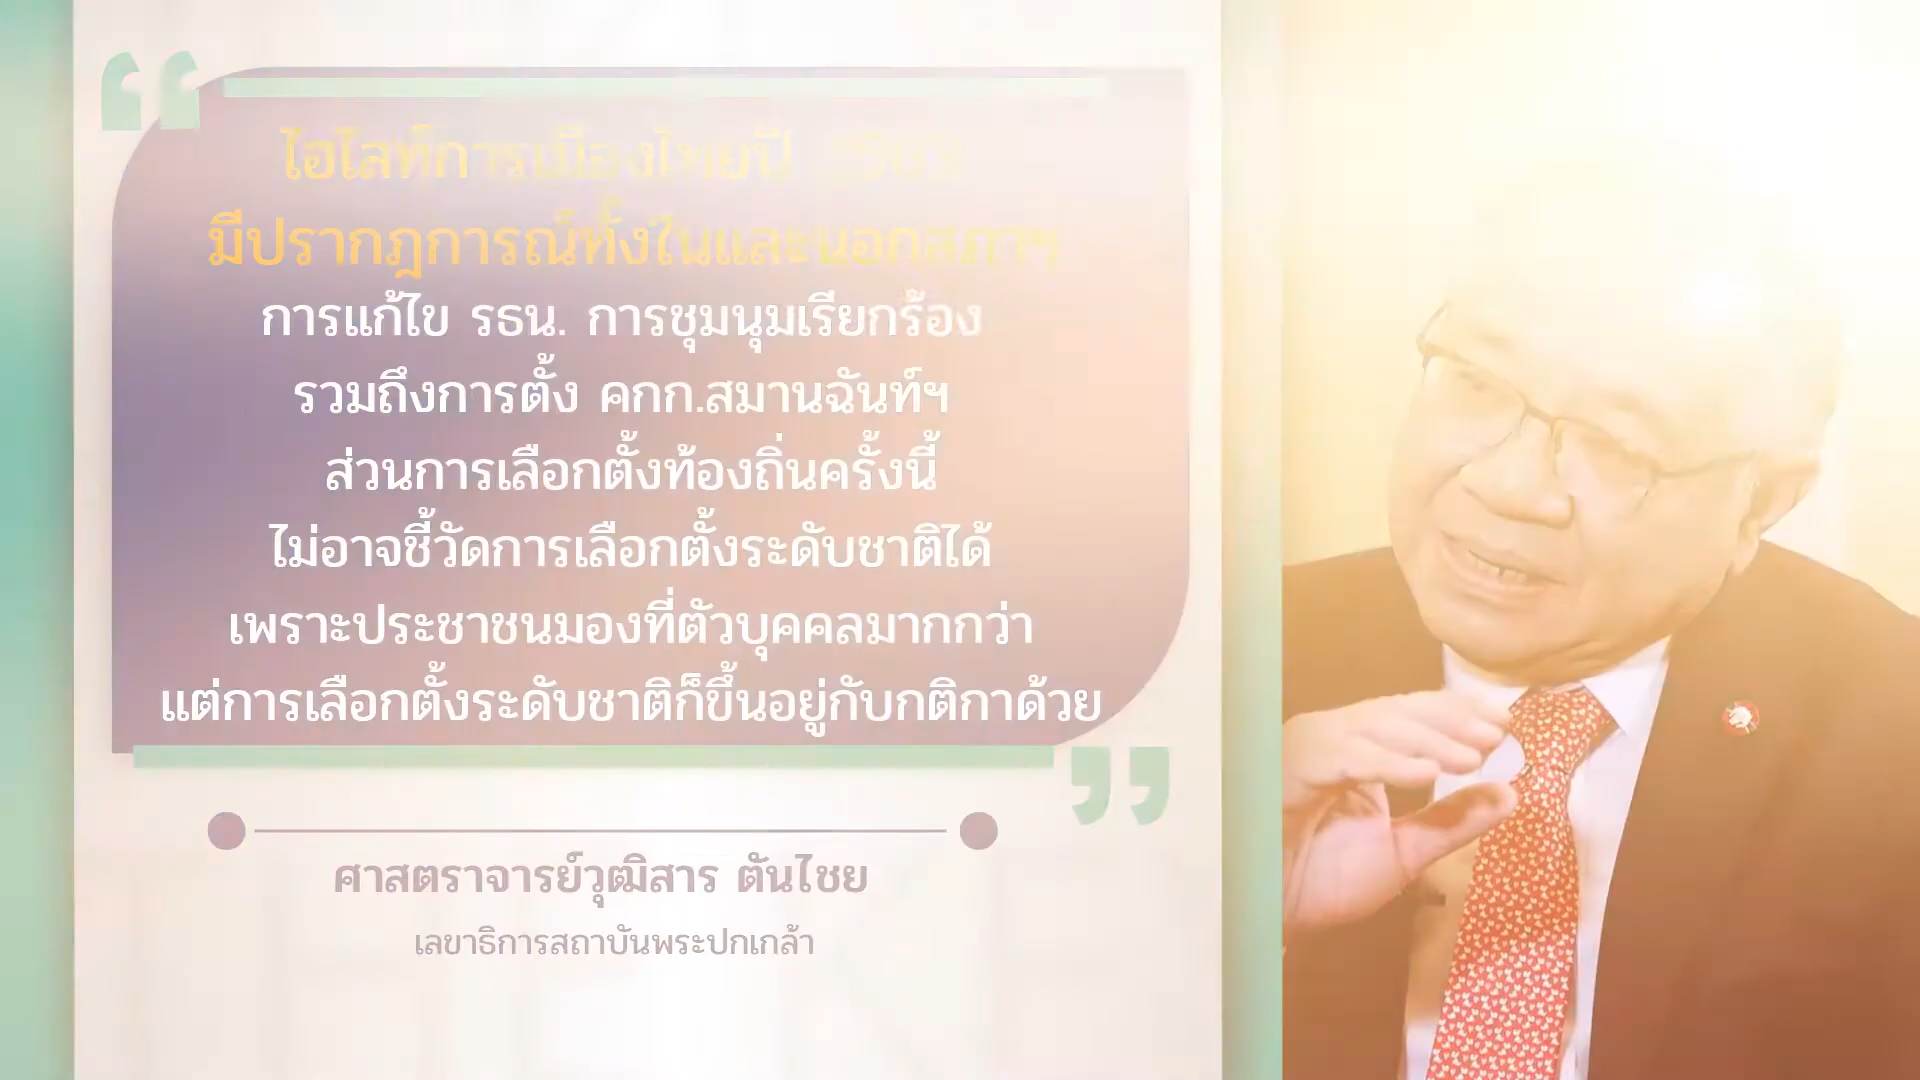 ไฮไลท์การเมืองไทยปี 2563
มีปรากฏการณ์ทั้งในและนอกสภาฯ
การแก้ไข รธน. การชุมนุมเรียกร้อง
รวมถึงการตั้ง คกก.สมานฉันท์ฯ
ส่วนการเลือกตั้งท้องถิ่นครั้งนี้
ไม่อาจชี้วัดการเลือกตั้งระดับชาติได้
เพราะประชาชนมองที่ตัวบุคคลมากกว่า
แต่การเลือกตั้งระดับชาติก็ขึ้นอยู่กับกติกาด้วย
ศาสตราจารย์วุฒิสาร ตันไชย
เลขาธิการสถาบันพระปกเกล้า